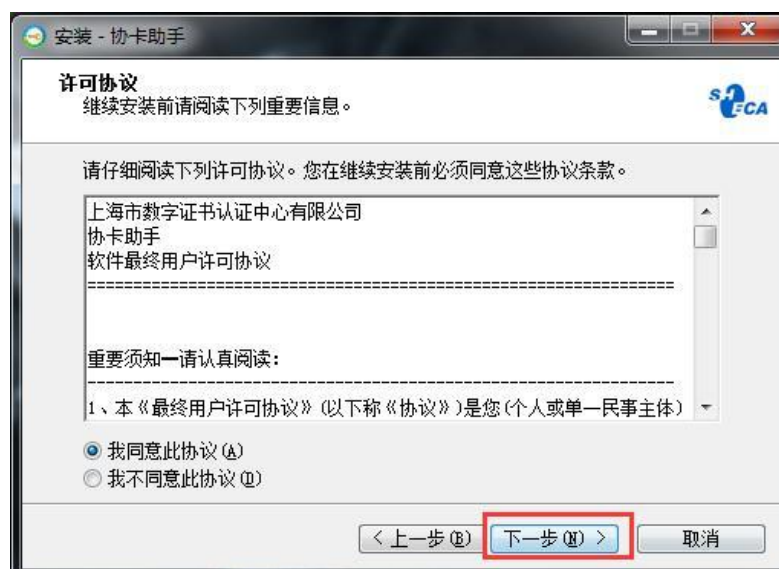 安装 - 协卡助手
许可协议
继续安装前请阅读下列重要信息。
SHECA
请仔细阅读下列许可协议。您在继续安装前必须同意这些协议条款。
上海市数字证书认证中心有限公司
协卡助手
软件最终用户许可协议
================================================================
重要须知—请认真阅读：
----------------------------------------------------------------
1、本《最终用户许可协议》(以下称《协议》)是您(个人或单一民事主体)
我同意此协议(A)
我不同意此协议(D)
< 上一步(B) 下一步(N) > 取消